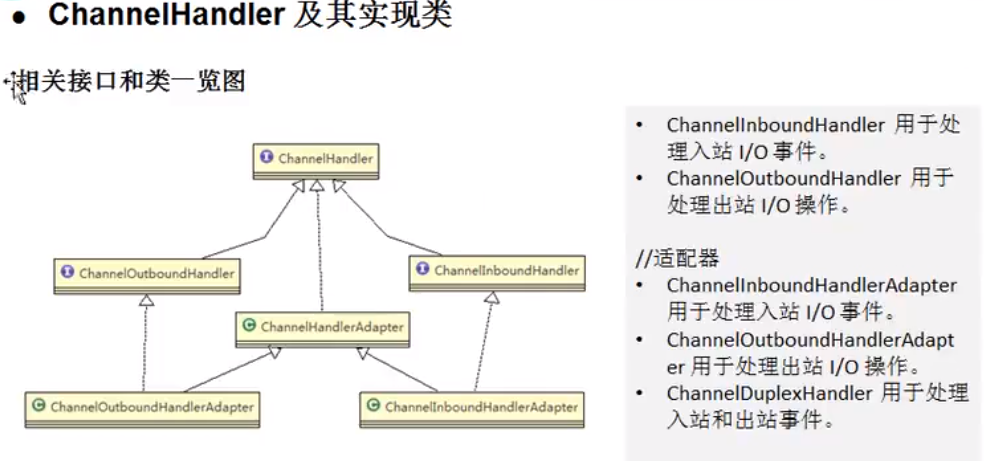 • ChannelHandler 及其实现类
相关接口和类一览图
ChannelHandler
ChannelOutboundHandler
ChannelInboundHandler
ChannelHandlerAdapter
ChannelOutboundHandlerAdapter
ChannelInboundHandlerAdapter
• ChannelInboundHandler 用于处
理入站 I/O 事件。
• ChannelOutboundHandler 用于
处理出站 I/O 操作。
//适配器
• ChannelInboundHandlerAdapter
用于处理入站 I/O 事件。
• ChannelOutboundHandlerAdapt
er 用于处理出站 I/O 操作。
• ChannelDuplexHandler 用于处理
入站和出站事件。